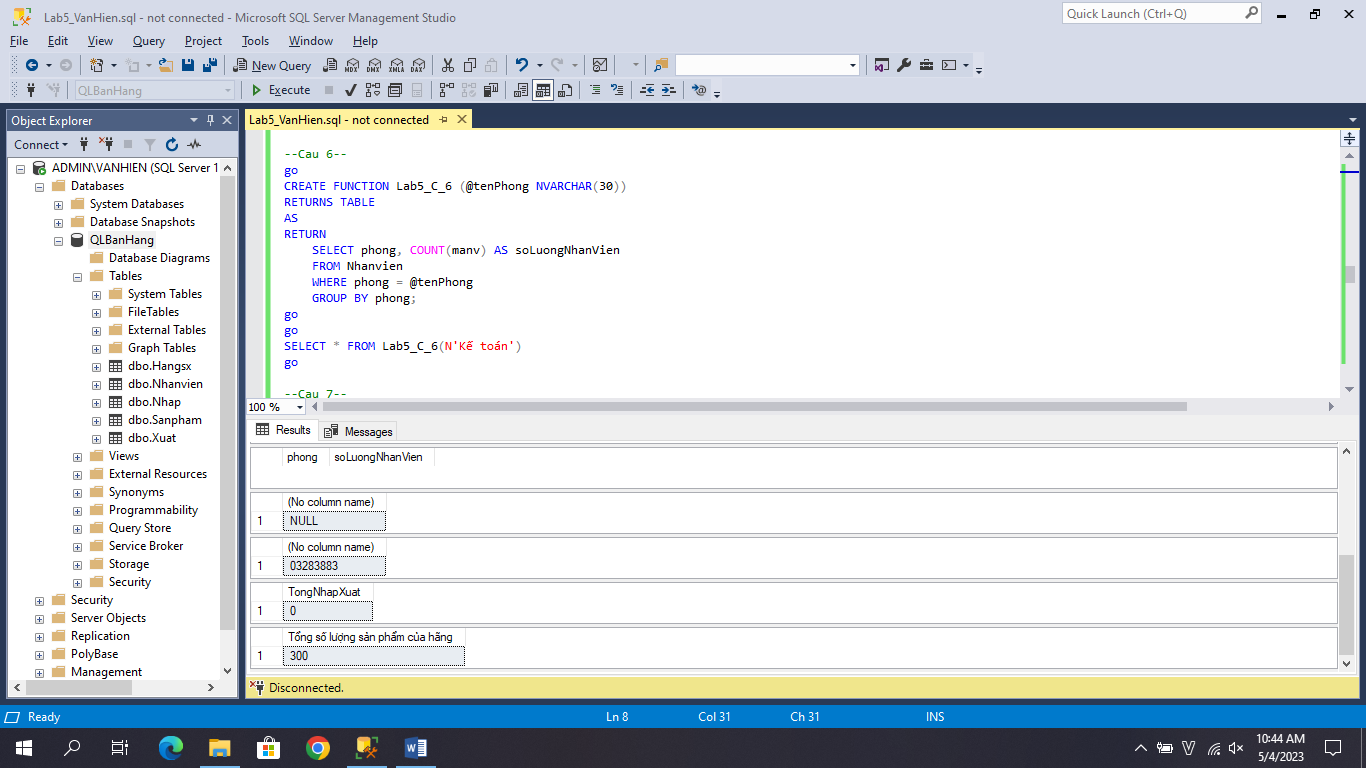 Lab5_VanHien.sql - not connected - Microsoft SQL Server Management Studio
Quick Launch (Ctrl+Q)
File Edit View Query Project Tools Window Help
New Query
MDX DMX XMLA DAX
QLBanHang
Execute
Object Explorer
Connect
ADMIN\VANHIEN (SQL Server 1
Databases
System Databases
Database Snapshots
QLBanHang
Database Diagrams
Tables
System Tables
FileTables
External Tables
Graph Tables
dbo.Hangsx
dbo.Nhanvien
dbo.Nhap
dbo.Sanpham
dbo.Xuat
Views
External Resources
Synonyms
Programmability
Query Store
Service Broker
Storage
Security
Security
Server Objects
Replication
PolyBase
Management
Lab5_VanHien.sql - not connected
--Cau 6--
go
CREATE FUNCTION Lab5_C_6 (@tenPhong NVARCHAR(30))
RETURNS TABLE
AS
RETURN
SELECT phong, COUNT(manv) AS soLuongNhanVien
FROM Nhanvien
WHERE phong = @tenPhong
GROUP BY phong;
go
go
SELECT * FROM Lab5_C_6(N'Kế toán')
go
--Cau 7--
100 %
Results Messages
phong soLuongNhanVien
(No column name)
1 NULL
(No column name)
1 03283883
TongNhapXuat
1 0
Tổng số lượng sản phẩm của hãng
1 300
Disconnected.
Ready Ln 8 Col 31 Ch 31 INS
10:44 AM
5/4/2023